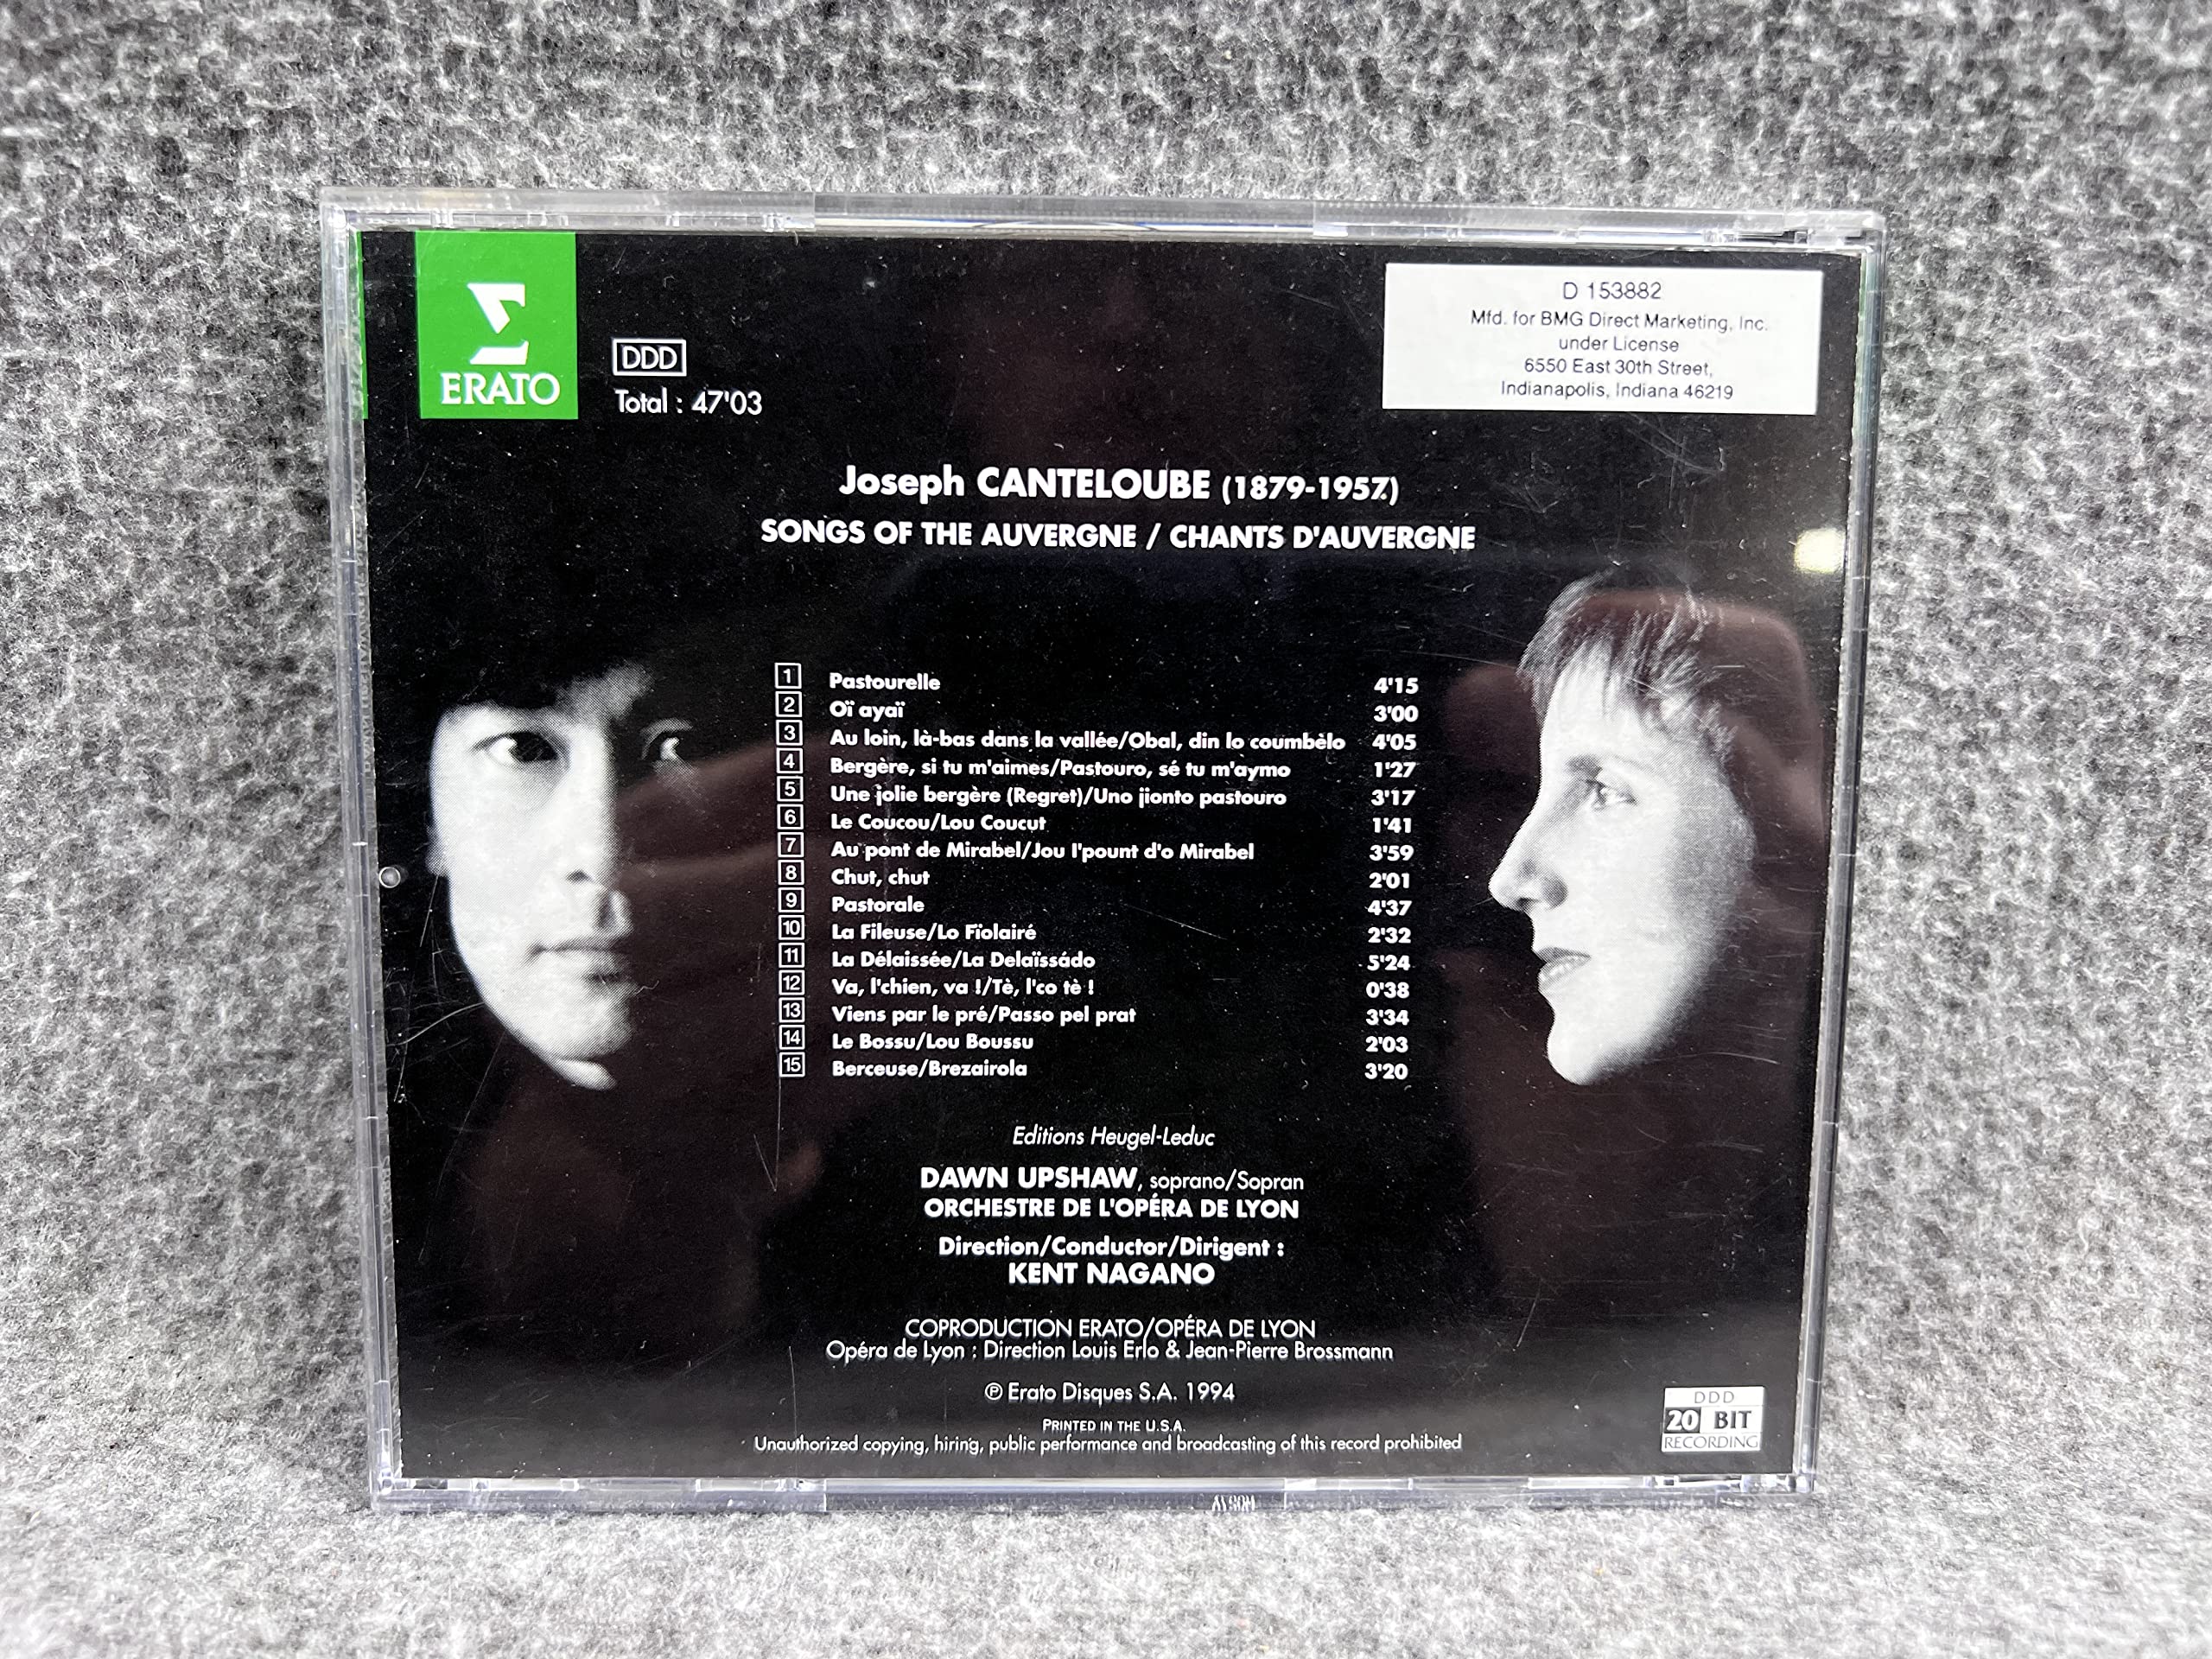 ERATO
DDD
Total : 47'03
D 153882
Mfd. for BMG Direct Marketing, Inc.
under License
6550 East 30th Street,
Indianapolis, Indiana 46219
Joseph CANTELOUBE (1879-1957)
SONGS OF THE AUVERGNE / CHANTS D'AUVERGNE
1 Pastourelle 4'15
2 Oï ayaï 3'00
3 Au loin, là-bas dans la vallée/Obal, din lo coumbèlo 4'05
4 Bergère, si tu m'aimes/Pastouro, sé tu m'aymo 1'27
5 Une jolie bergère (Regret)/Uno jionto pastouro 3'17
6 Le Coucou/Lou Coucut 1'41
7 Au pont de Mirabel/Jou l'pount d'o Mirabel 3'59
8 Chut, chut 2'01
9 Pastorale 4'37
10 La Fileuse/Lo Fïolairé 2'32
11 La Délaissée/La Delaïssádo 5'24
12 Va, l'chien, va !/Tè, l'co tè ! 0'38
13 Viens par le pré/Passo pel prat 3'34
14 Le Bossu/Lou Boussu 2'03
15 Berceuse/Brezairola 3'20
Editions Heugel-Leduc
DAWN UPSHAW, soprano/Sopran
ORCHESTRE DE L'OPÉRA DE LYON
Direction/Conductor/Dirigent :
KENT NAGANO
COPRODUCTION ERATO/OPÉRA DE LYON
Opéra de Lyon : Direction Louis Erlo & Jean-Pierre Brossmann
℗ Erato Disques S.A. 1994
PRINTED IN THE U.S.A.
Unauthorized copying, hiring, public performance and broadcasting of this record prohibited
DDD
20 BIT
RECORDING